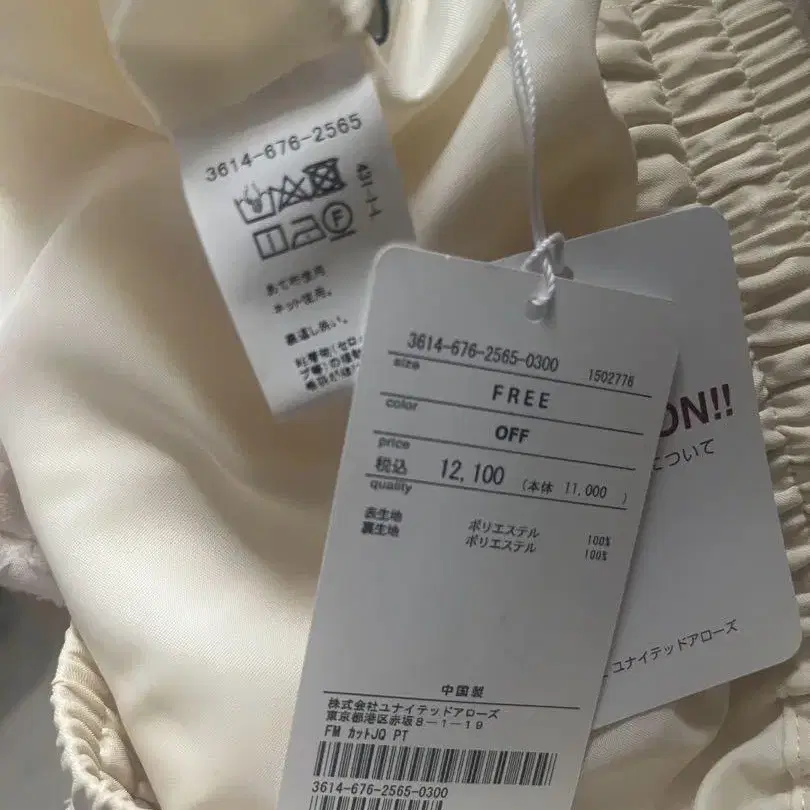 3614-676-2565
あて布使用
ネット使用。
裏返し洗い。
3614-676-2565-0300
1502776
size
FREE
color
OFF
price
税込 12,100 (本体 11,000 )
quality
表生地 ポリエステル 100%
裏生地 ポリエステル 100%
中国製
株式会社ユナイテッドアローズ
東京都港区赤坂8-1-19
FM カットJQ PT
3614-676-2565-0300
ON!!
について
ユナイテッドアローズ